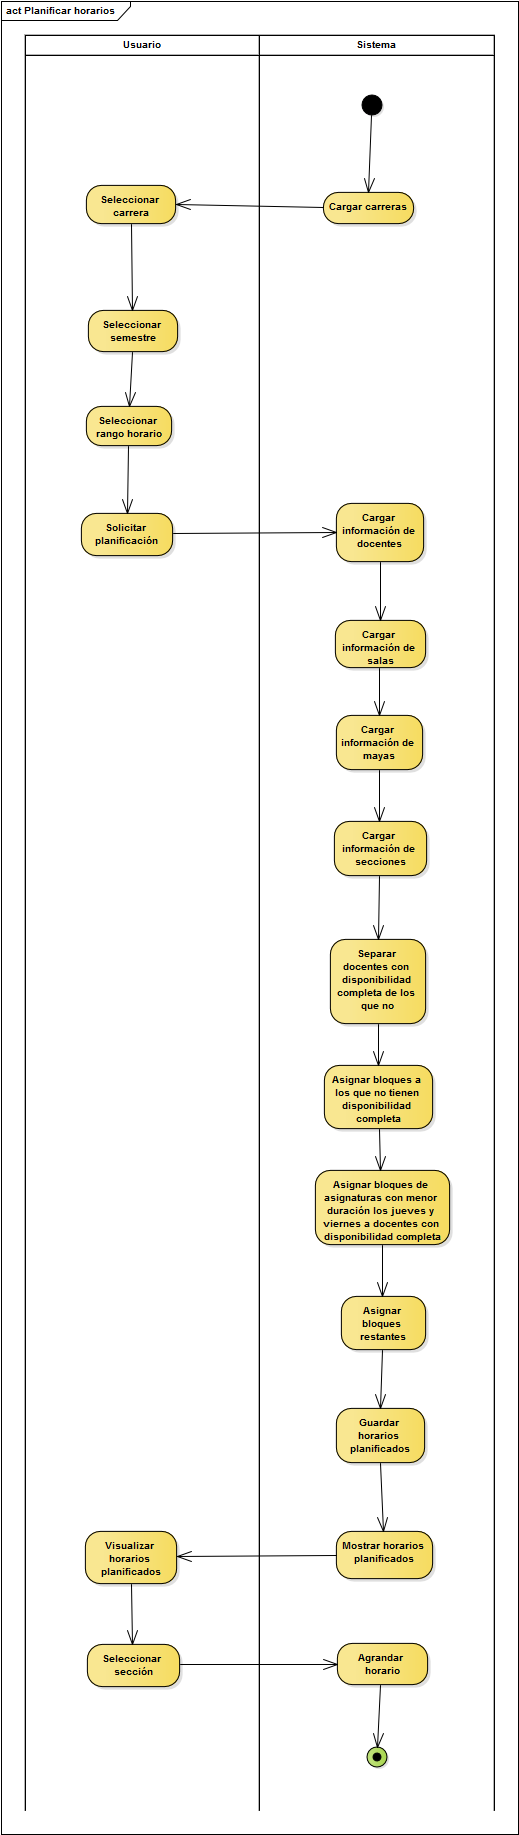 act Planificar horarios
Usuario
Sistema
Cargar carreras
Seleccionar
carrera
Seleccionar
semestre
Seleccionar
rango horario
Solicitar
planificación
Cargar
información de
docentes
Cargar
información de
salas
Cargar
información de
mayas
Cargar
información de
secciones
Separar
docentes con
disponibilidad
completa de los
que no
Asignar bloques a
los que no tienen
disponibilidad
completa
Asignar bloques de
asignaturas con menor
duración los jueves y
viernes a docentes con
disponibilidad completa
Asignar
bloques
restantes
Guardar
horarios
planificados
Mostrar horarios
planificados
Visualizar
horarios
planificados
Seleccionar
sección
Agrandar
horario